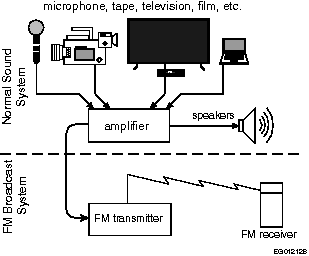 microphone, tape, television, film, etc.
Normal Sound
System
amplifier
speakers
FM Broadcast
System
FM transmitter
FM receiver
EG012128